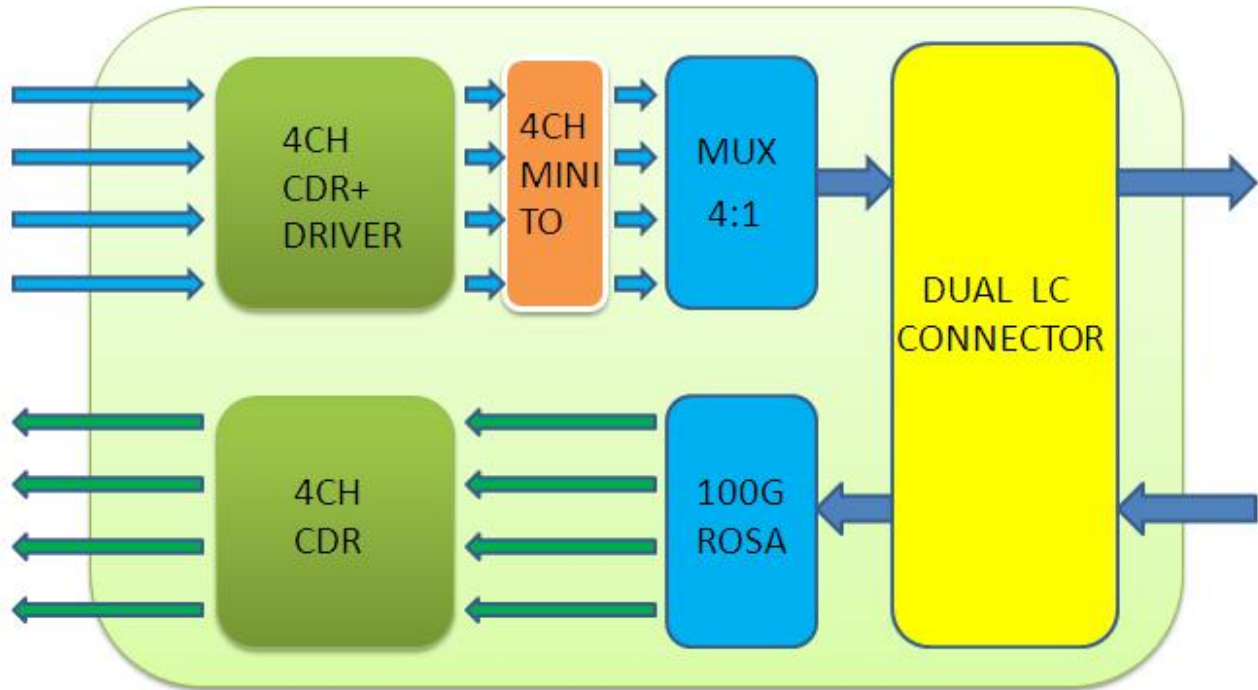 4CH
CDR+
DRIVER
4CH
MINI
TO
MUX
4:1
DUAL LC
CONNECTOR
4CH
CDR
100G
ROSA